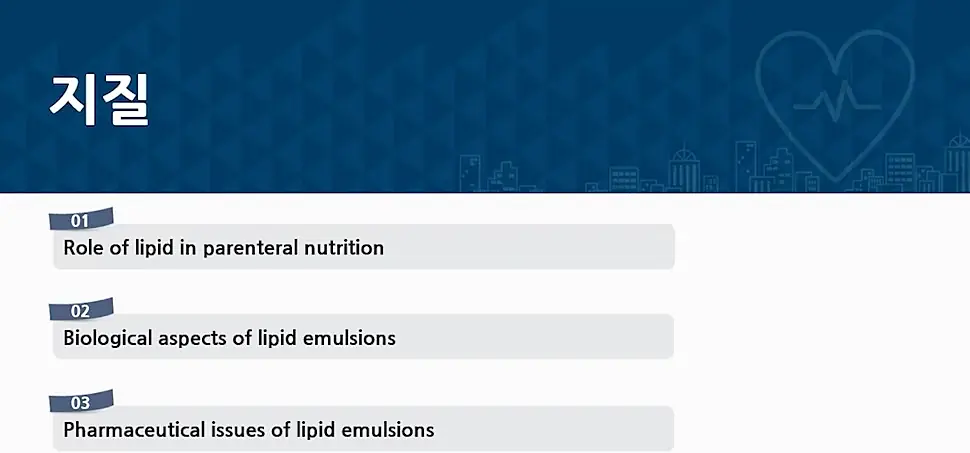 지질
01
Role of lipid in parenteral nutrition
02
Biological aspects of lipid emulsions
03
Pharmaceutical issues of lipid emulsions